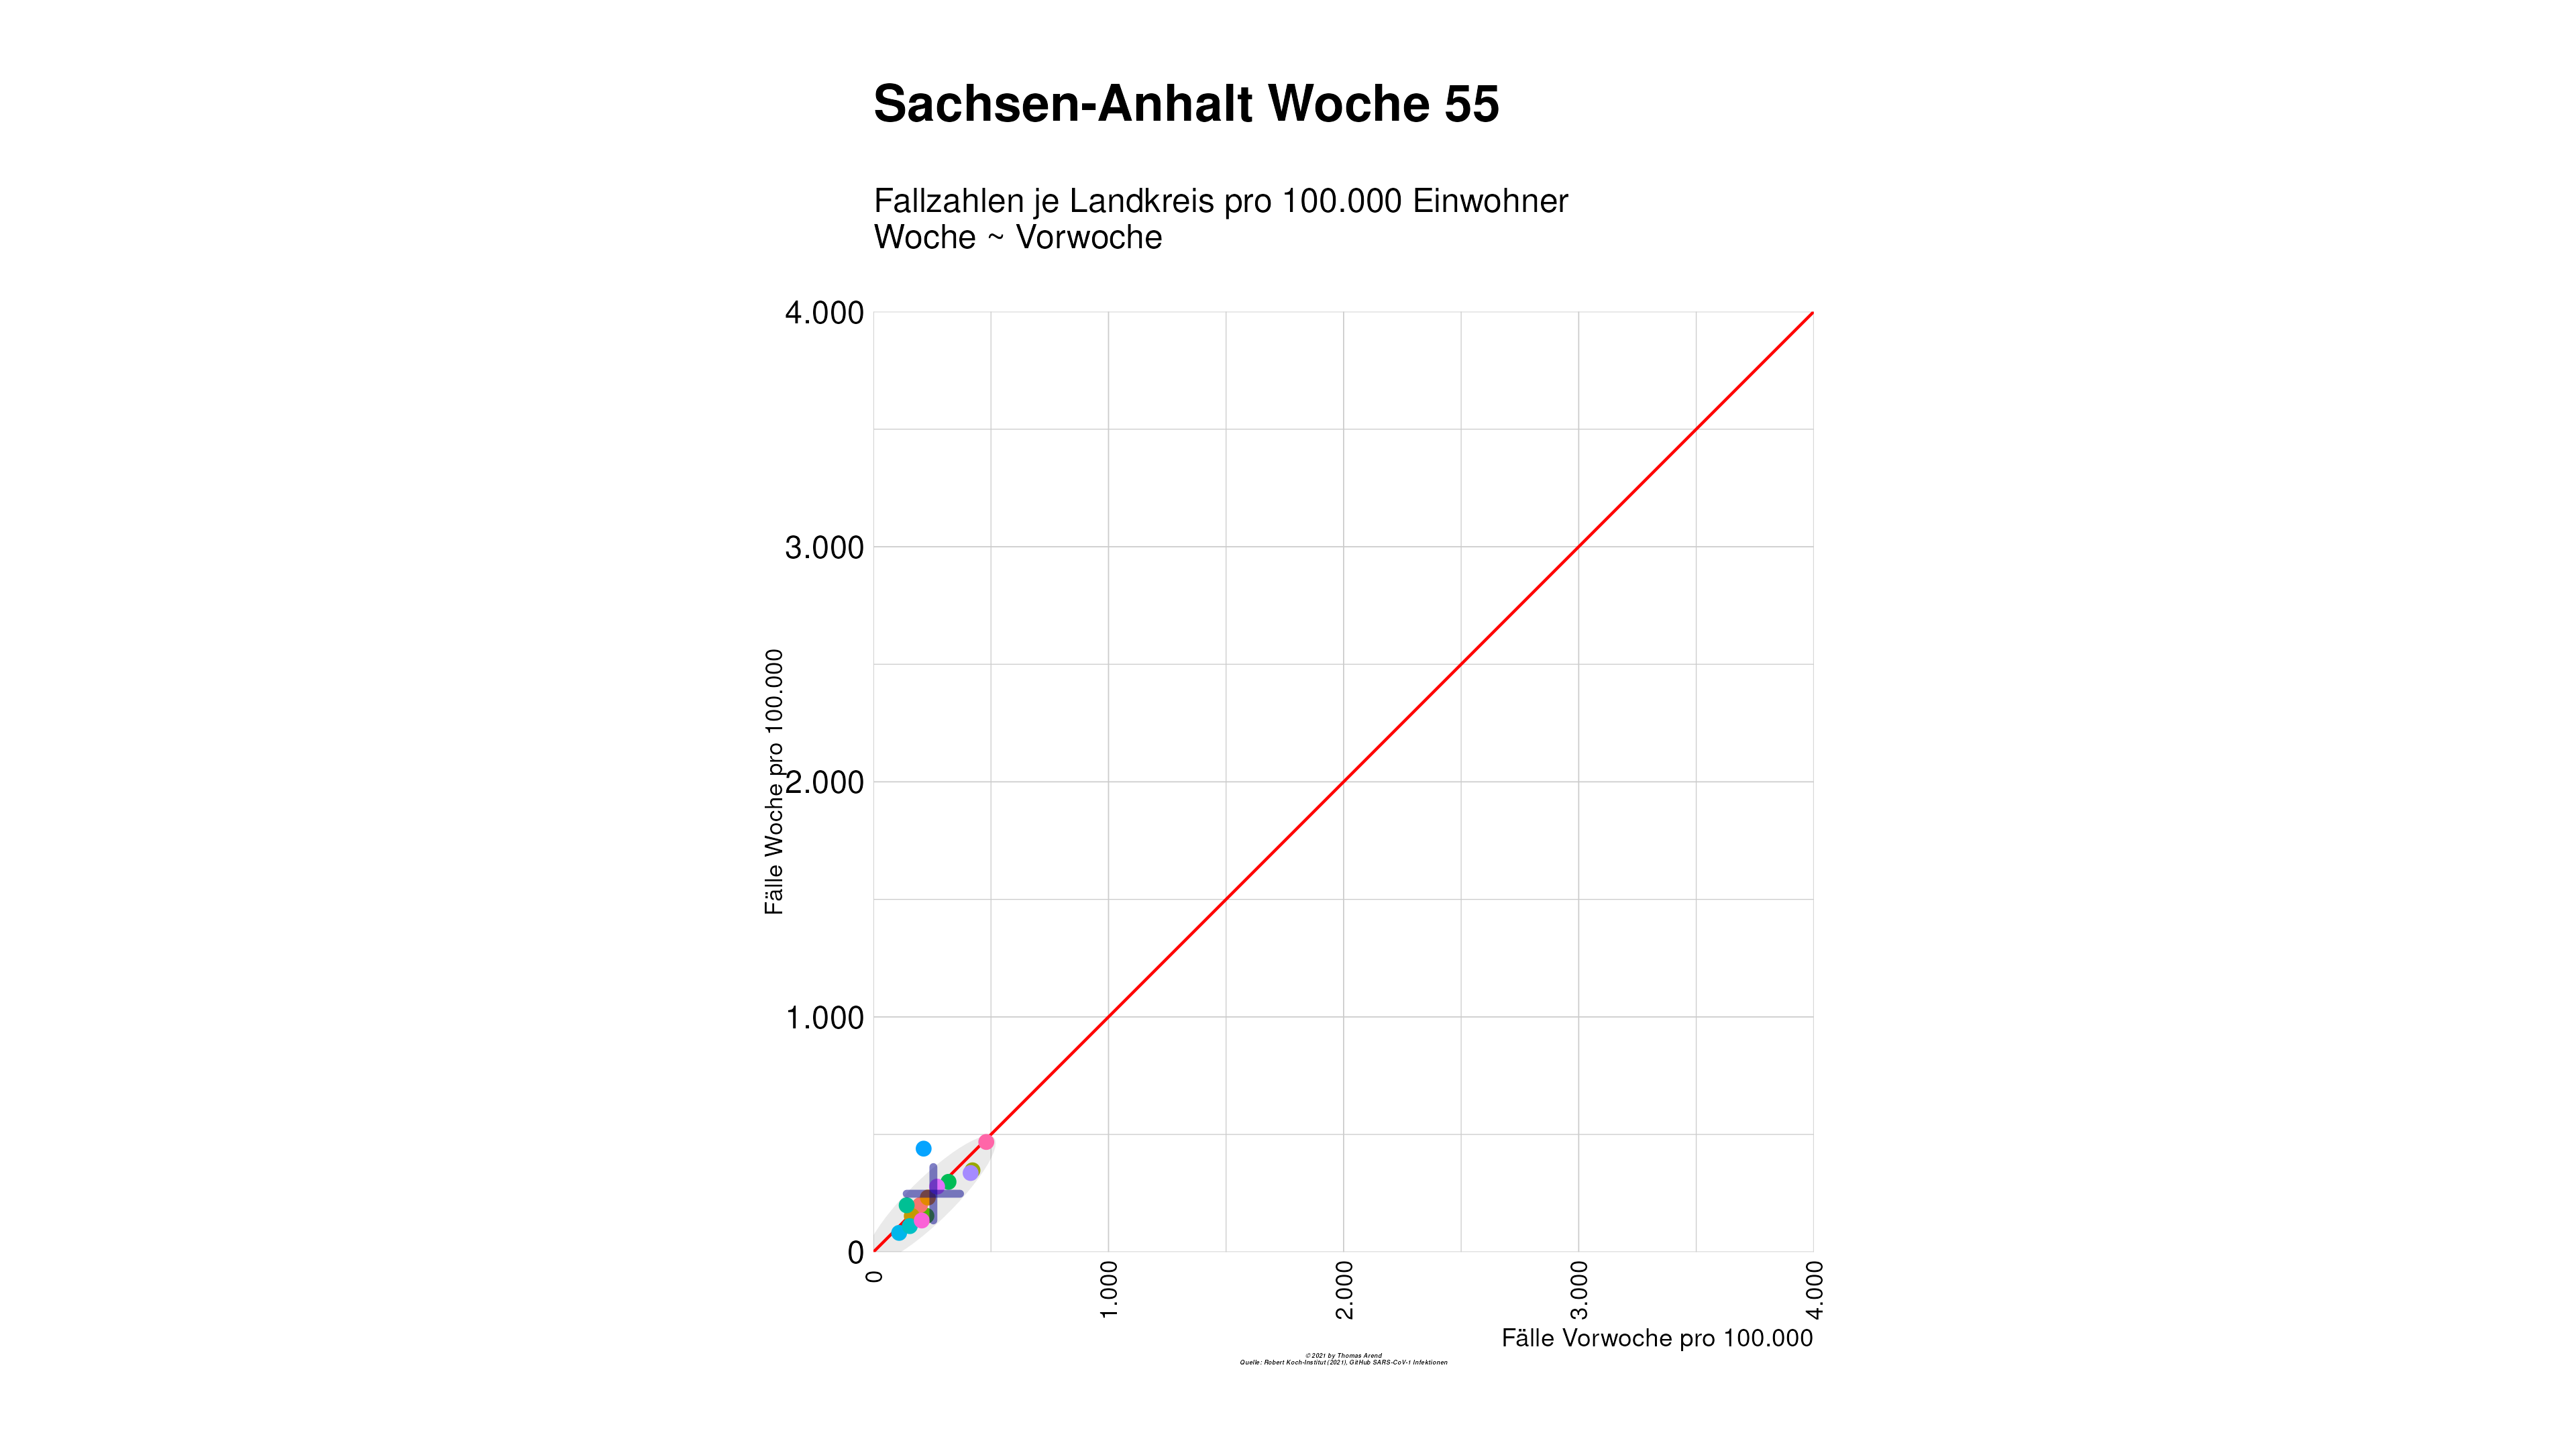 Sachsen-Anhalt Woche 55
Fallzahlen je Landkreis pro 100.000 Einwohner
Woche ~ Vorwoche
4.000
3.000
2.000
1.000
0
Fälle Woche pro 100.000
0
1.000
2.000
3.000
4.000
Fälle Vorwoche pro 100.000
© 2021 by Thomas Arend
Quelle: Robert Koch-Institut (2021), GitHub SARS-CoV-1 Infektionen